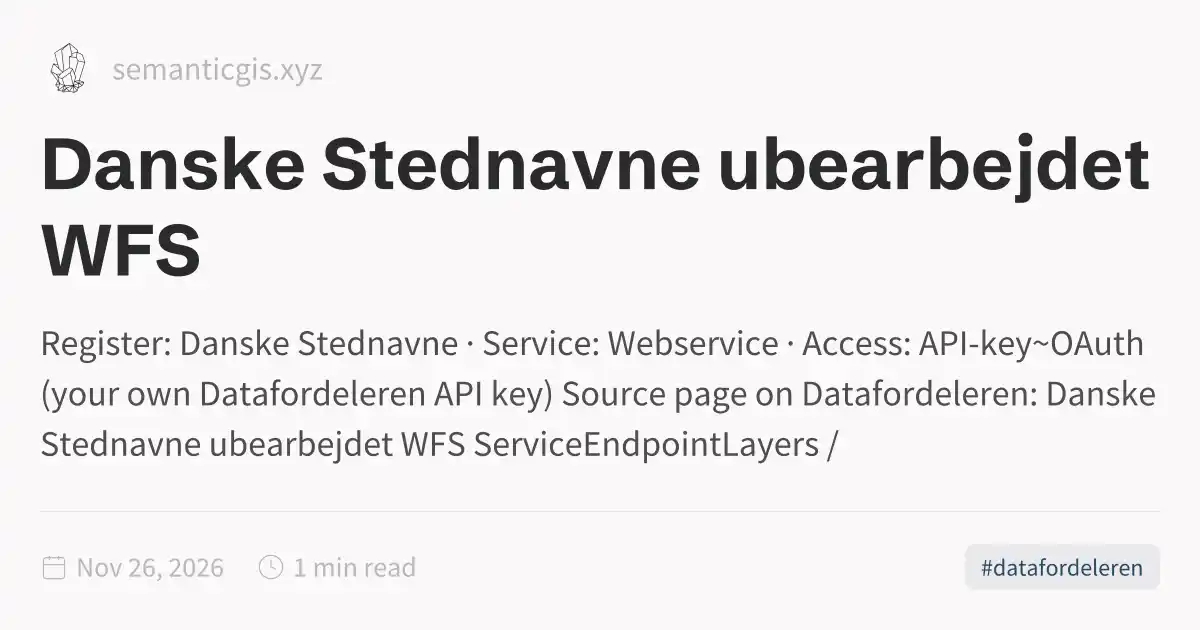 semanticgis.xyz
Danske Stednavne ubearbejdet
WFS
Register: Danske Stednavne · Service: Webservice · Access: API-key~OAuth
(your own Datafordeleren API key) Source page on Datafordeleren: Danske
Stednavne ubearbejdet WFS ServiceEndpointLayers /
Nov 26, 2026
1 min read
#datafordeleren